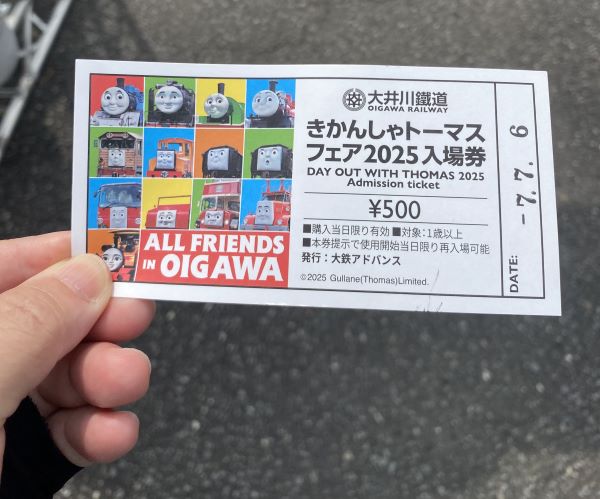 大井川鐵道
OIGAWA RAILWAY
きかんしゃトーマス
フェア2025入場券
DAY OUT WITH THOMAS 2025
Admission ticket
¥500
■購入当日限り有効 ■対象:1歳以上
■本券提示で使用開始当日限り再入場可能
発行:大鉄アドバンス
©2025 Gullane(Thomas)Limited.
ALL FRIENDS
IN OIGAWA
DATE: -7.7. 6